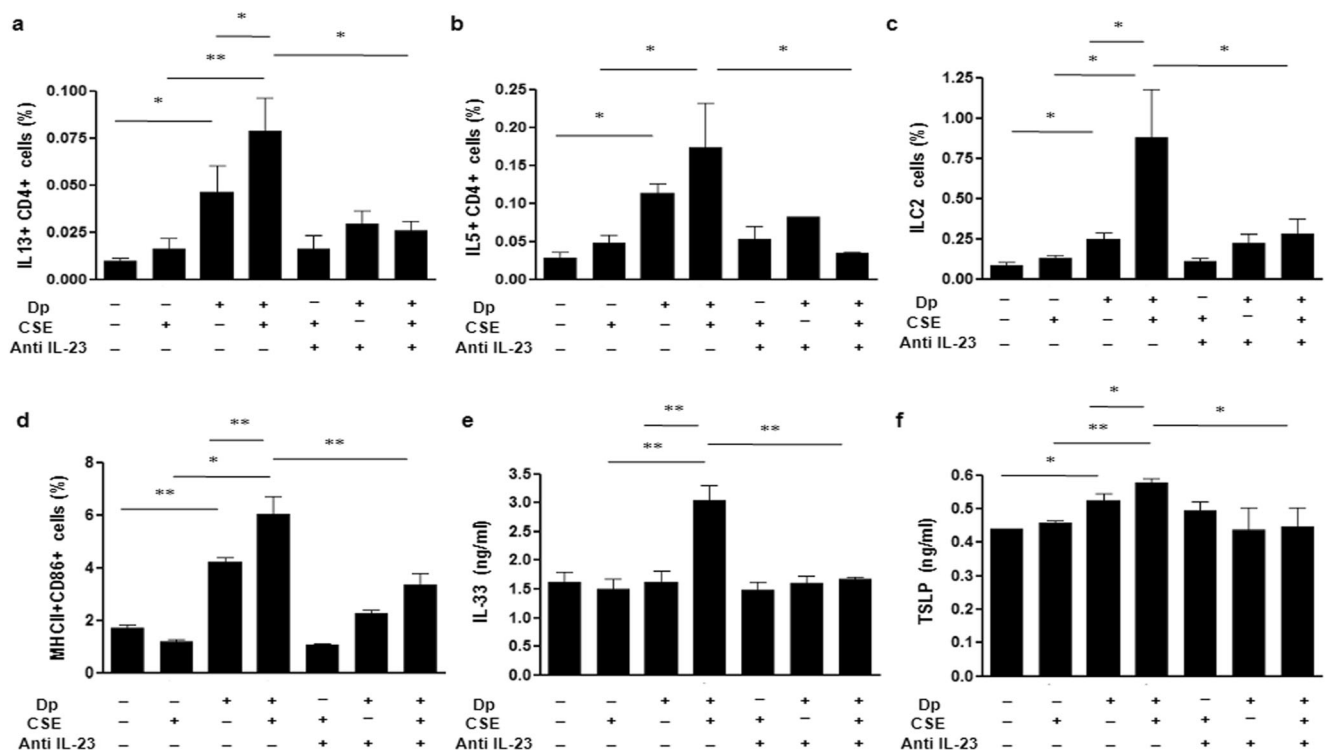 a
*
*
**
*
0.100
0.075
0.050
0.025
0.000
IL13+ CD4+ cells (%)
Dp – – + + – + +
CSE – + – + + – +
Anti IL-23 – – – – + + +
b
*
*
*
0.25
0.20
0.15
0.10
0.05
0.00
IL5+ CD4+ cells (%)
Dp – – + + – + +
CSE – + – + + – +
Anti IL-23 – – – – + + +
c
*
*
*
*
1.25
1.00
0.75
0.50
0.25
0.00
ILC2 cells (%)
Dp – – + + – + +
CSE – + – + + – +
Anti IL-23 – – – – + + +
d
**
**
*
**
8
6
4
2
0
MHCII+CD86+ cells (%)
Dp – – + + – + +
CSE – + – + + – +
Anti IL-23 – – – – + + +
e
**
**
**
3.5
3.0
2.5
2.0
1.5
1.0
0.5
0.0
IL-33 (ng/ml)
Dp – – + + – + +
CSE – + – + + – +
Anti IL-23 – – – – + + +
f
*
*
**
*
0.6
0.5
0.4
0.3
0.2
0.1
0.0
TSLP (ng/ml)
Dp – – + + – + +
CSE – + – + + – +
Anti IL-23 – – – – + + +